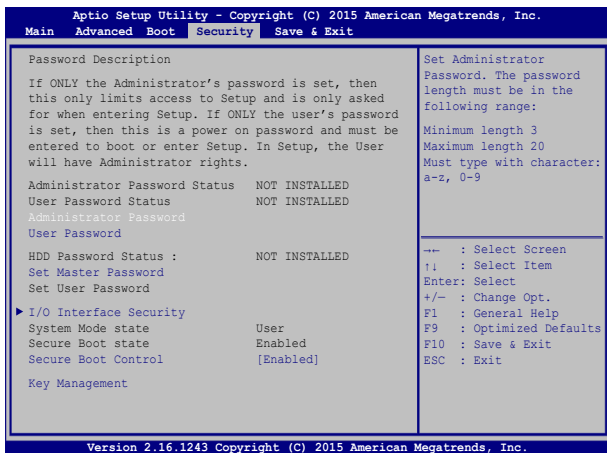 Aptio Setup Utility - Copyright (C) 2015 American Megatrends, Inc.
Main Advanced Boot Security Save & Exit
Password Description
If ONLY the Administrator's password is set, then
this only limits access to Setup and is only asked
for when entering Setup. If ONLY the user's password
is set, then this is a power on password and must be
entered to boot or enter Setup. In Setup, the User
will have Administrator rights.
Administrator Password Status NOT INSTALLED
User Password Status NOT INSTALLED
Administrator Password
User Password
HDD Password Status : NOT INSTALLED
Set Master Password
Set User Password
I/O Interface Security
System Mode state User
Secure Boot state Enabled
Secure Boot Control [Enabled]
Key Management
Set Administrator
Password. The password
length must be in the
following range:
Minimum length 3
Maximum length 20
Must type with character:
a-z, 0-9
→← : Select Screen
↑↓ : Select Item
Enter: Select
+/— : Change Opt.
F1 : General Help
F9 : Optimized Defaults
F10 : Save & Exit
ESC : Exit
Version 2.16.1243 Copyright (C) 2015 American Megatrends, Inc.